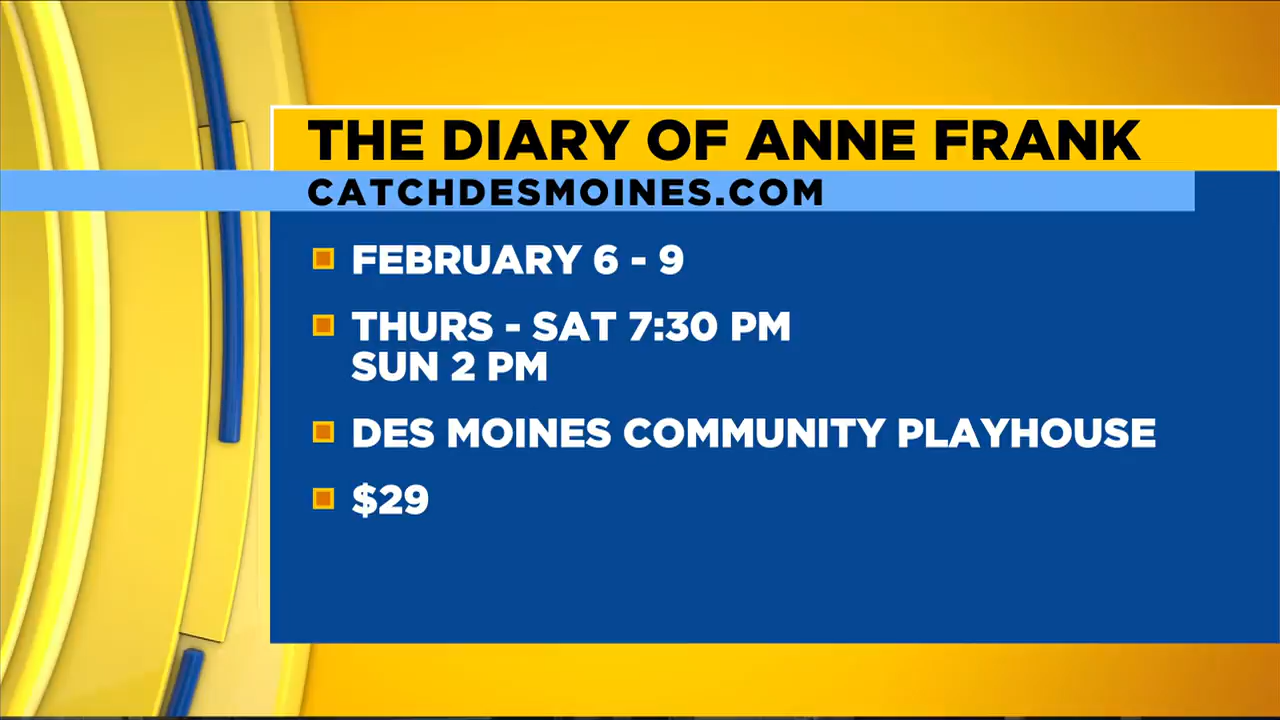 THE DIARY OF ANNE FRANK
CATCHDESMOINES.COM
FEBRUARY 6 - 9
THURS - SAT 7:30 PM
SUN 2 PM
DES MOINES COMMUNITY PLAYHOUSE
$29